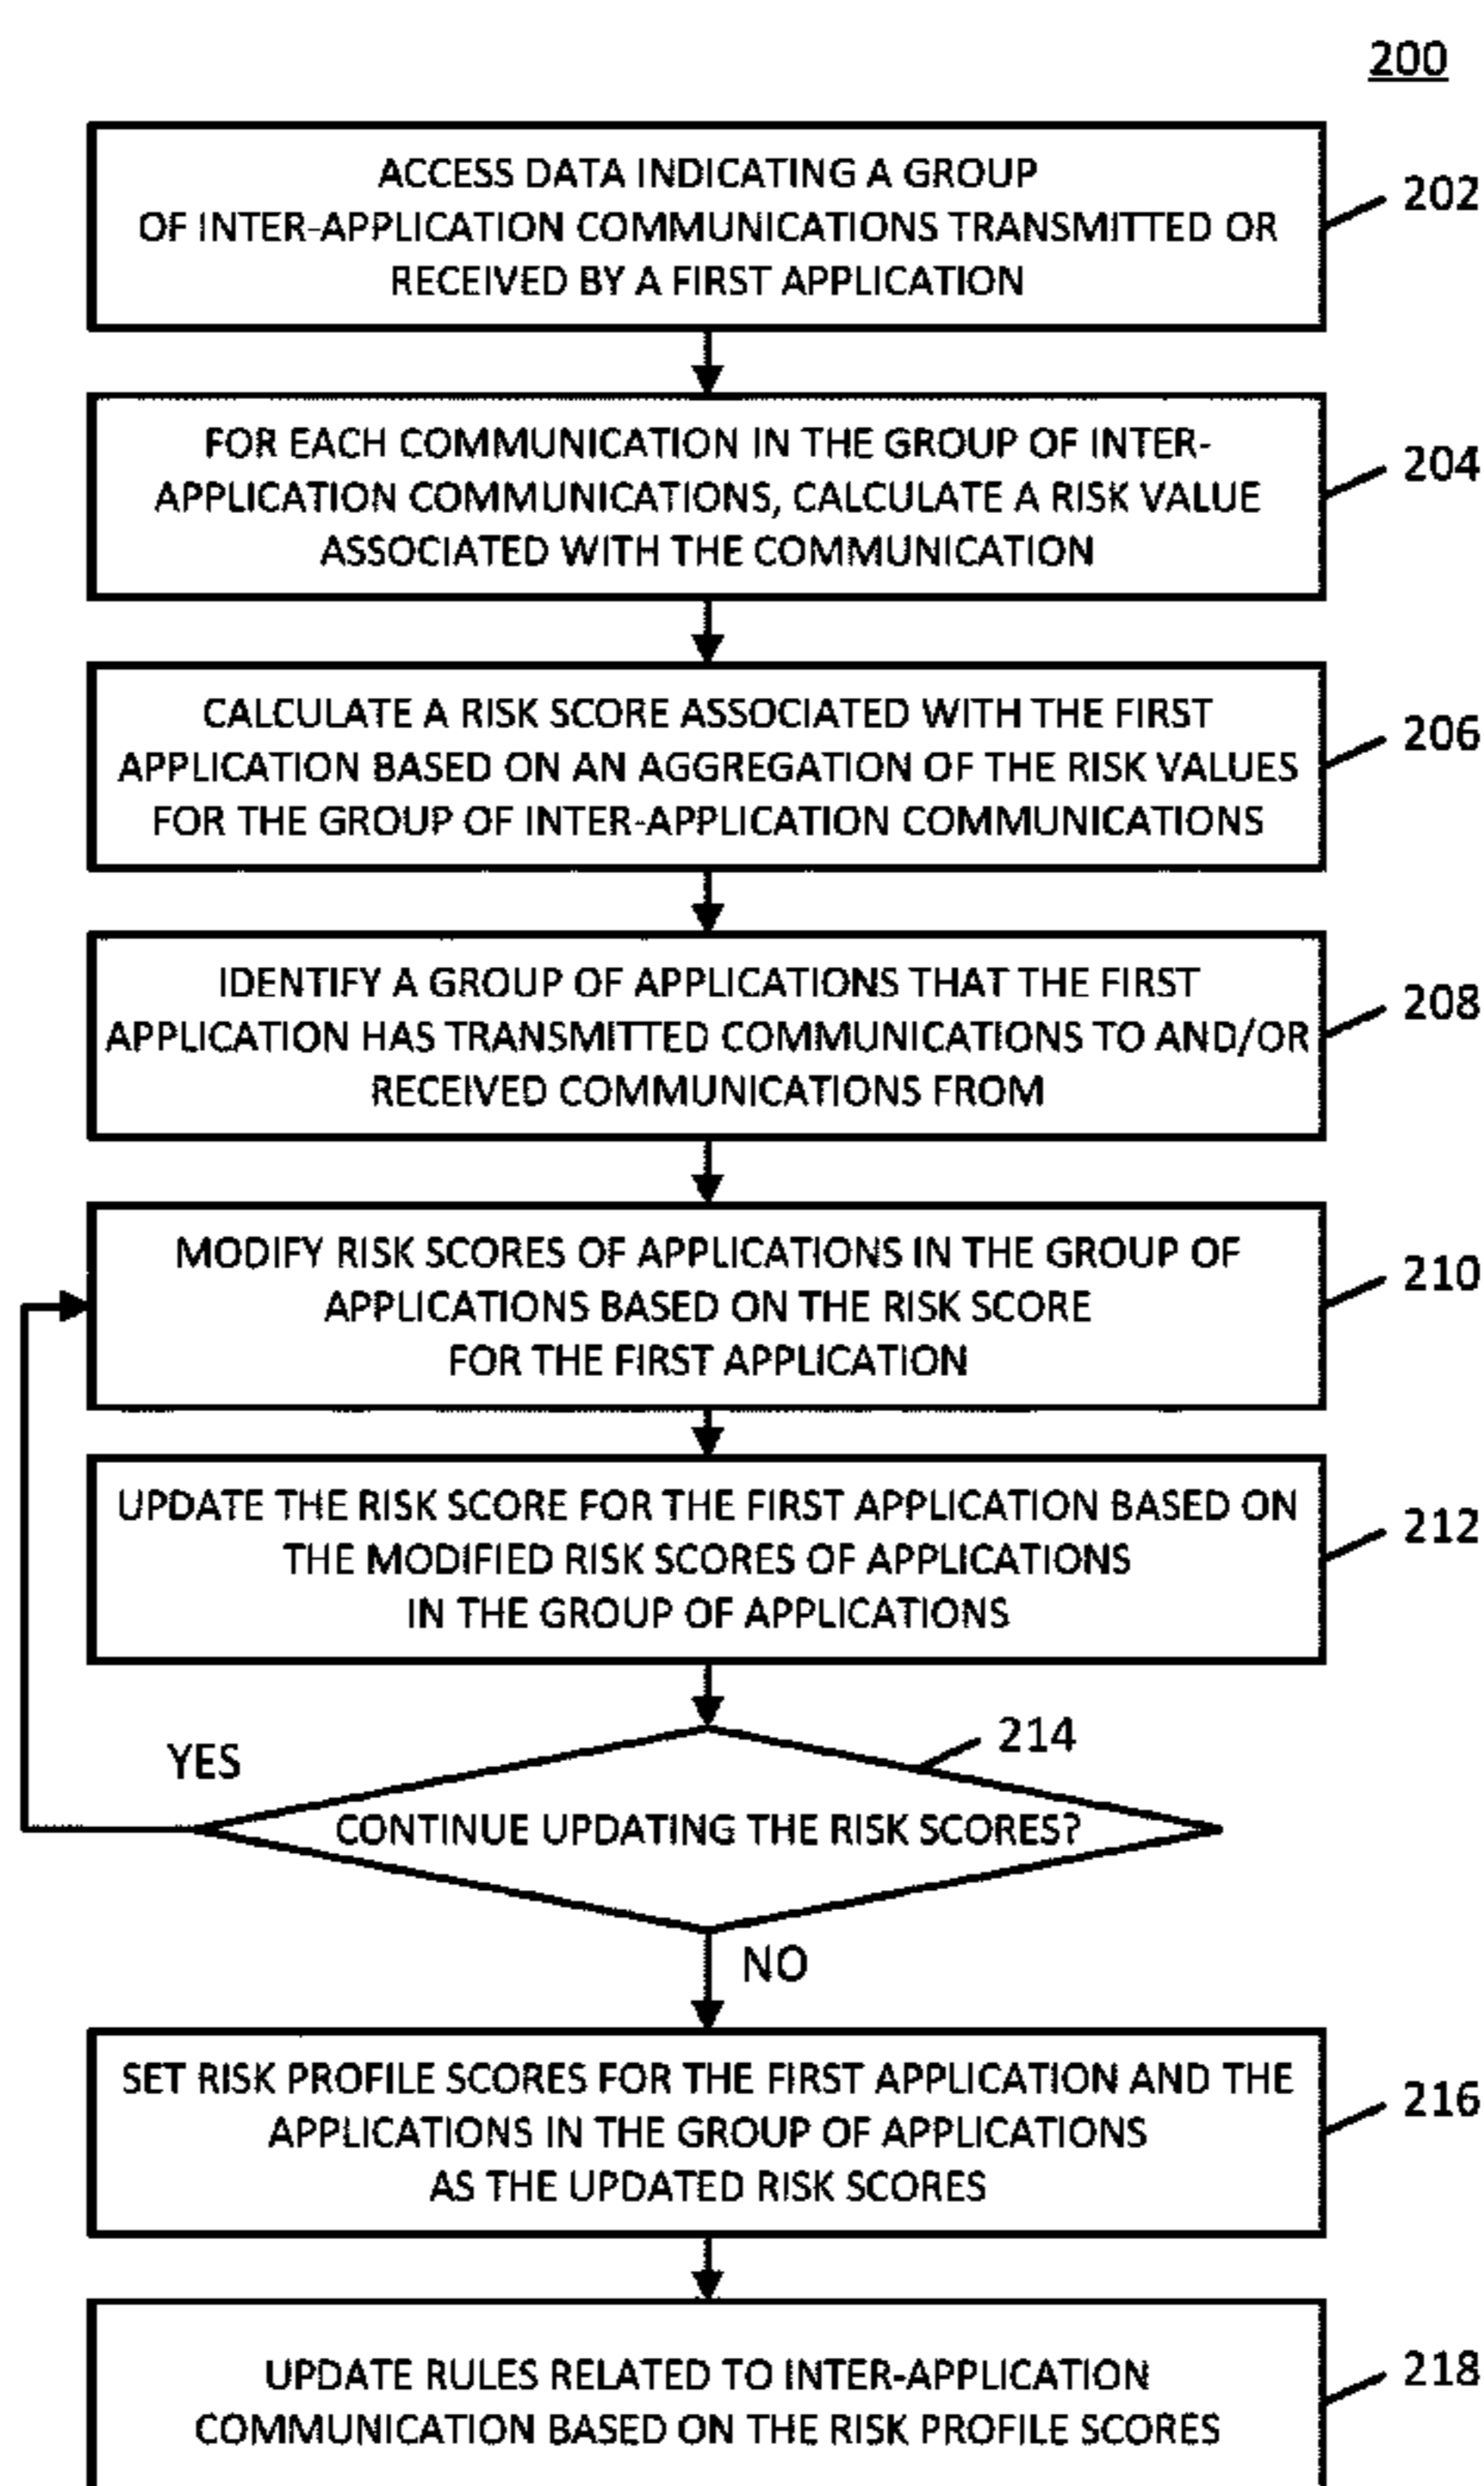 200
ACCESS DATA INDICATING A GROUP
OF INTER-APPLICATION COMMUNICATIONS TRANSMITTED OR
RECEIVED BY A FIRST APPLICATION
202
FOR EACH COMMUNICATION IN THE GROUP OF INTER-
APPLICATION COMMUNICATIONS, CALCULATE A RISK VALUE
ASSOCIATED WITH THE COMMUNICATION
204
CALCULATE A RISK SCORE ASSOCIATED WITH THE FIRST
APPLICATION BASED ON AN AGGREGATION OF THE RISK VALUES
FOR THE GROUP OF INTER-APPLICATION COMMUNICATIONS
206
IDENTIFY A GROUP OF APPLICATIONS THAT THE FIRST
APPLICATION HAS TRANSMITTED COMMUNICATIONS TO AND/OR
RECEIVED COMMUNICATIONS FROM
208
MODIFY RISK SCORES OF APPLICATIONS IN THE GROUP OF
APPLICATIONS BASED ON THE RISK SCORE
FOR THE FIRST APPLICATION
210
UPDATE THE RISK SCORE FOR THE FIRST APPLICATION BASED ON
THE MODIFIED RISK SCORES OF APPLICATIONS
IN THE GROUP OF APPLICATIONS
212
214
YES
CONTINUE UPDATING THE RISK SCORES?
NO
SET RISK PROFILE SCORES FOR THE FIRST APPLICATION AND THE
APPLICATIONS IN THE GROUP OF APPLICATIONS
AS THE UPDATED RISK SCORES
216
UPDATE RULES RELATED TO INTER-APPLICATION
COMMUNICATION BASED ON THE RISK PROFILE SCORES
218